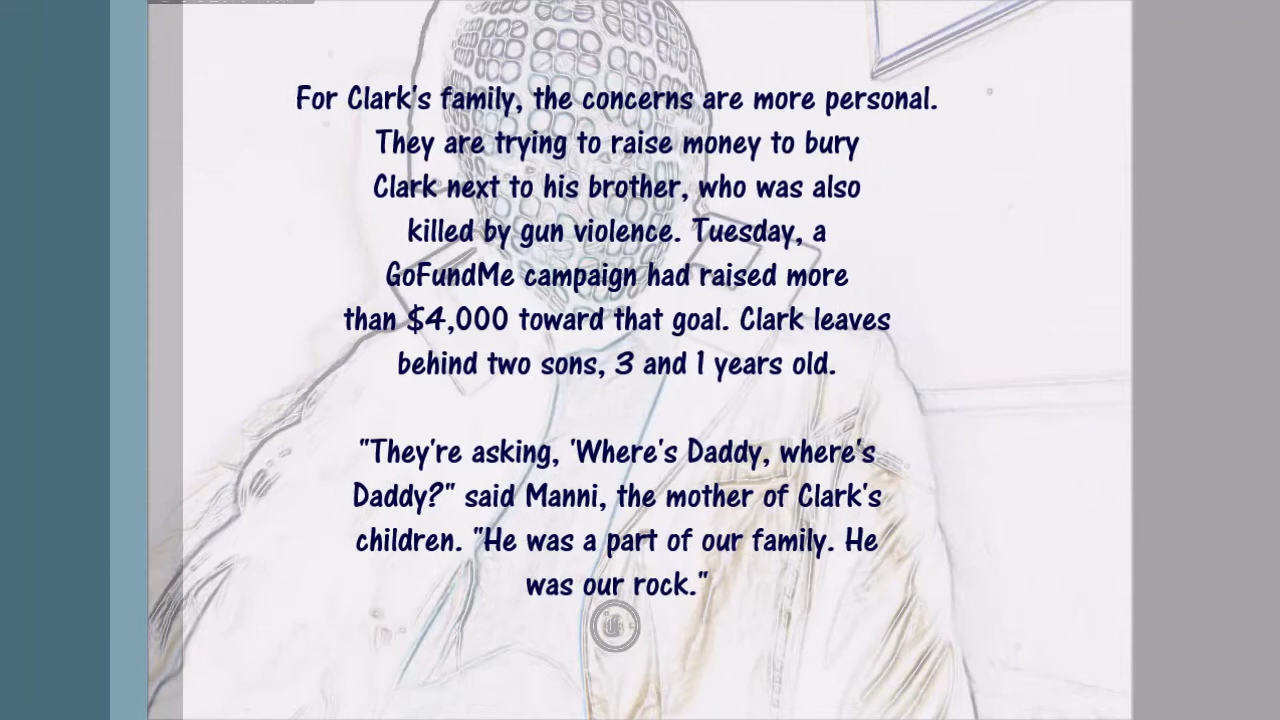 For Clark's family, the concerns are more personal.
They are trying to raise money to bury
Clark next to his brother, who was also
killed by gun violence. Tuesday, a
GoFundMe campaign had raised more
than $4,000 toward that goal. Clark leaves
behind two sons, 3 and 1 years old.
"They're asking, 'Where's Daddy, where's
Daddy?" said Manni, the mother of Clark's
children. "He was a part of our family. He
was our rock."